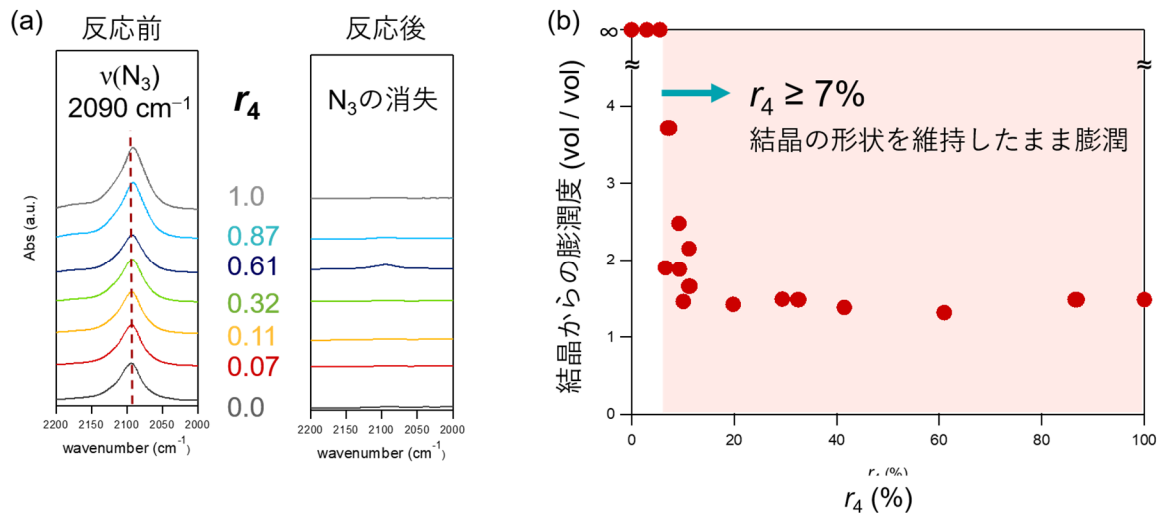 (a)
反応前
反応後
ν(N3)
2090 cm−1
r4
N3の消失
1.0
0.87
0.61
0.32
0.11
0.07
0.0
Abs (a.u.)
2200
2150
2100
2050
2000
wavenumber (cm-1)
2200
2150
2100
2050
2000
wavenumber (cm-1)
(b)
∞
≈
≈
4
3
2
1
0
結晶からの膨潤度 (vol / vol)
r4 ≥ 7%
結晶の形状を維持したまま膨潤
0
20
40
60
80
100
r4 (%)